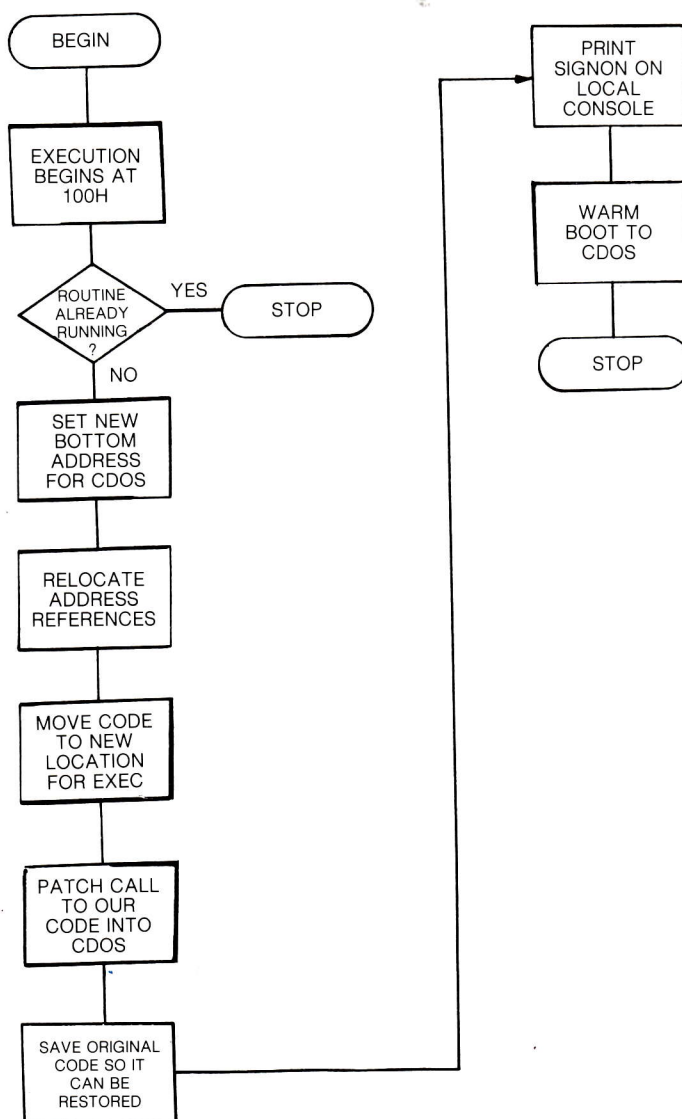 BEGIN
EXECUTION
BEGINS AT
100H
ROUTINE
ALREADY
RUNNING
?
YES
STOP
NO
SET NEW
BOTTOM
ADDRESS
FOR CDOS
RELOCATE
ADDRESS
REFERENCES
MOVE CODE
TO NEW
LOCATION
FOR EXEC
PATCH CALL
TO OUR
CODE INTO
CDOS
SAVE ORIGINAL
CODE SO IT
CAN BE
RESTORED
PRINT
SIGNON ON
LOCAL
CONSOLE
WARM
BOOT TO
CDOS
STOP